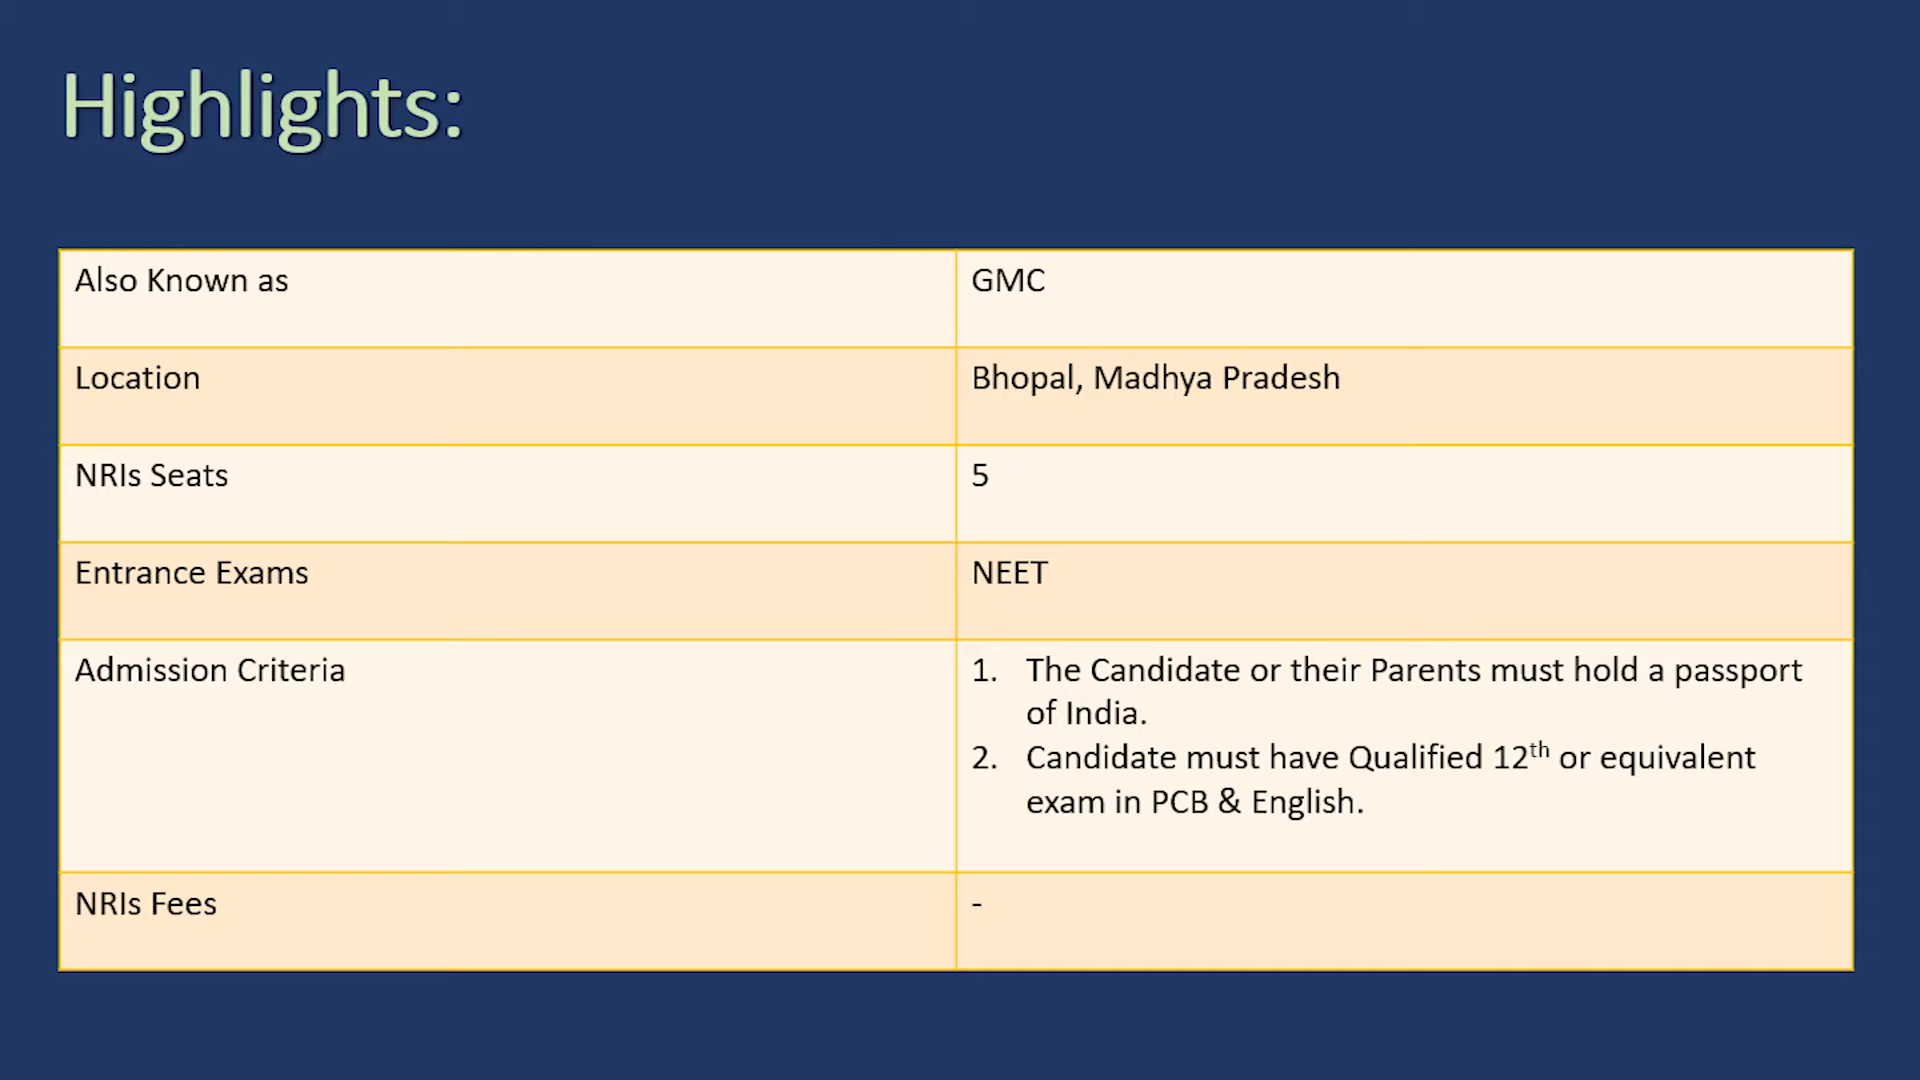 Highlights:
Also Known as
GMC
Location
Bhopal, Madhya Pradesh
NRIs Seats
5
Entrance Exams
NEET
Admission Criteria
1. The Candidate or their Parents must hold a passport
of India.
2. Candidate must have Qualified 12th or equivalent
exam in PCB & English.
NRIs Fees
-